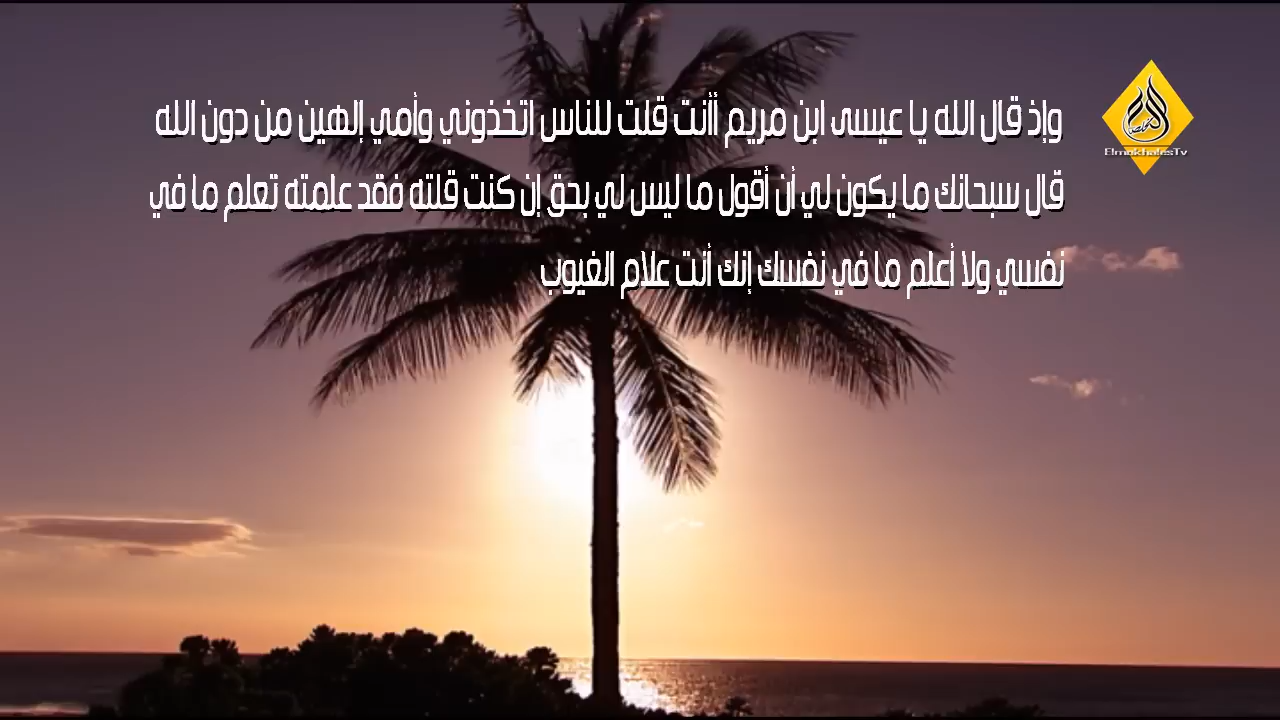 وإذ قال الله يا عيسى ابن مريم أأنت قلت للناس اتخذوني وأمي إلهين من دون الله
قال سبحانك ما يكون لي أن أقول ما ليس لي بحق إن كنت قلته فقد علمته تعلم ما في
نفسي ولا أعلم ما في نفسك إنك أنت علام الغيوب
ElmokhalesTv